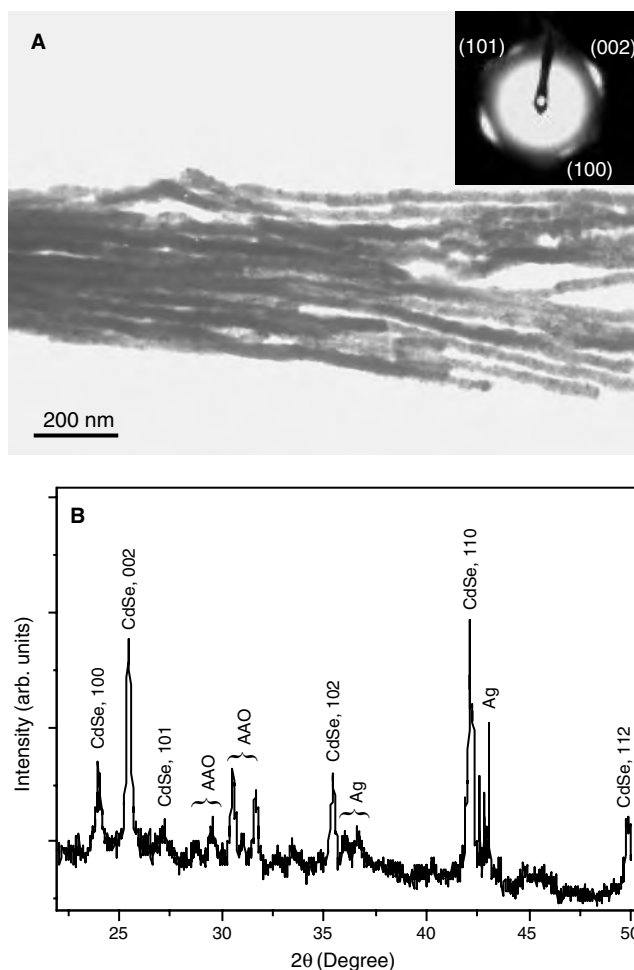 A
(101)
(002)
(100)
200 nm
B
CdSe, 100
CdSe, 002
CdSe, 101
AAO
AAO
CdSe, 102
Ag
CdSe, 110
Ag
CdSe, 112
Intensity (arb. units)
25 30 35 40 45 50
2θ (Degree)